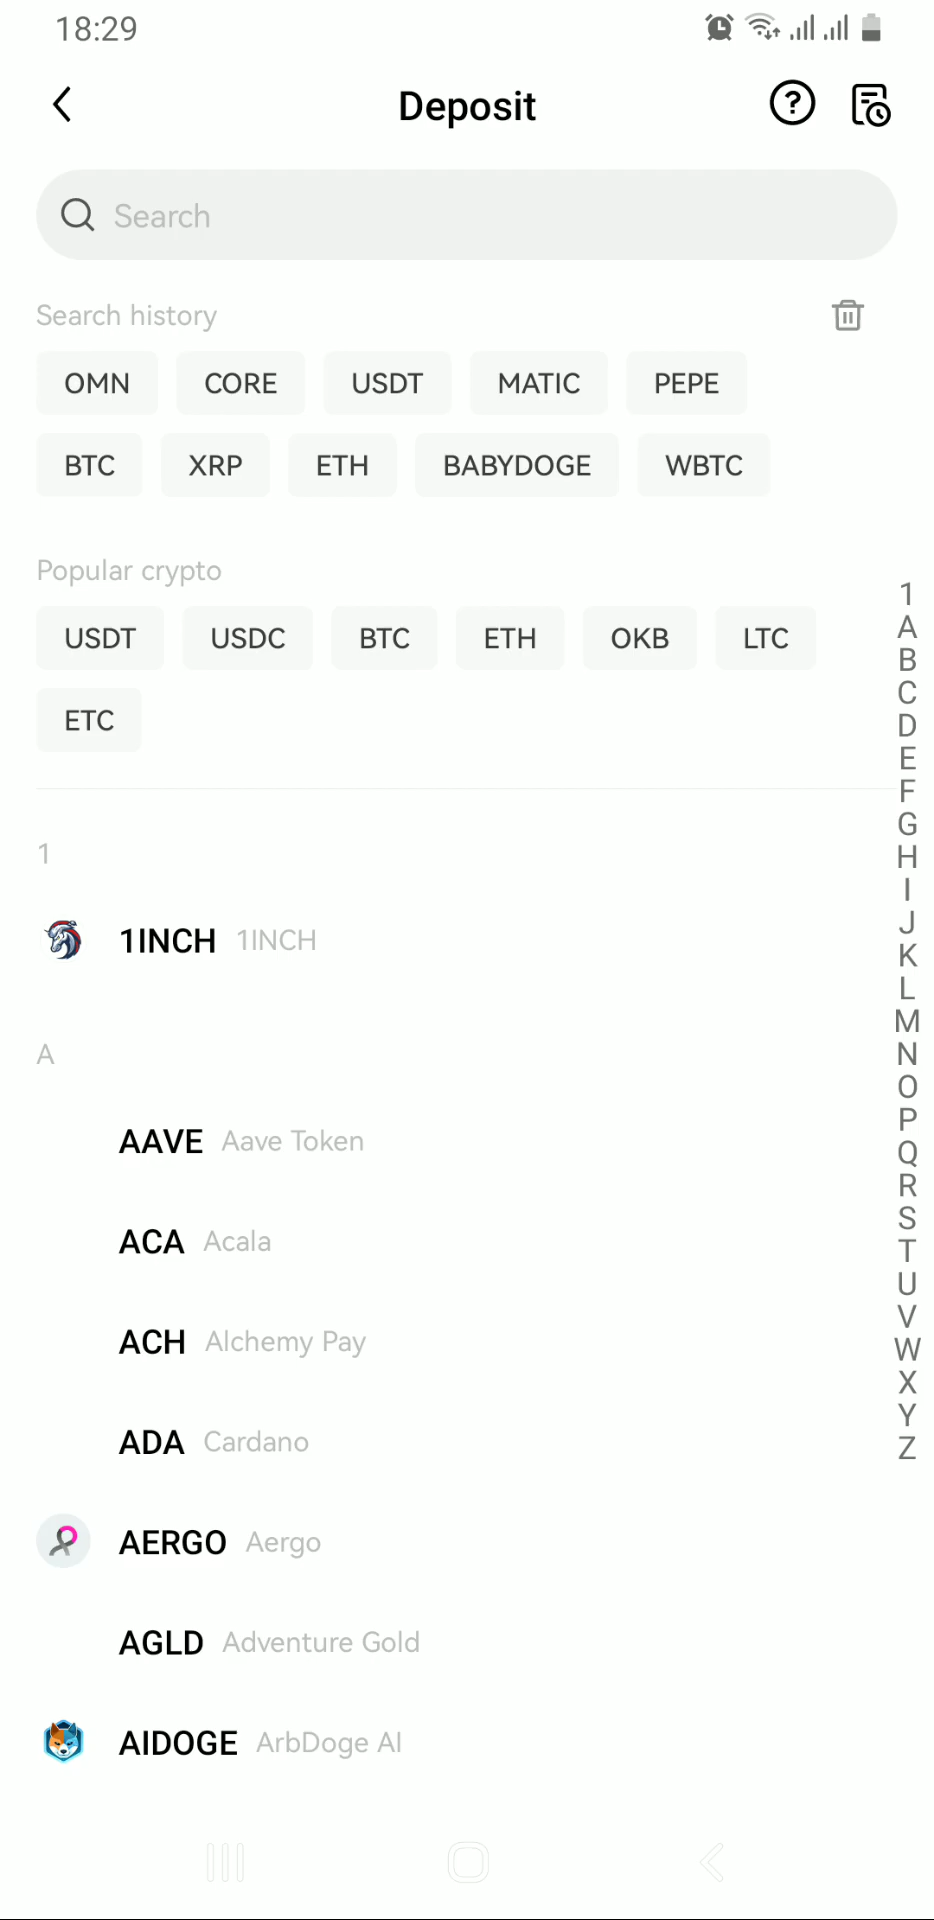 18:29
Deposit
Search
Search history
OMN CORE USDT MATIC PEPE
BTC XRP ETH BABYDOGE WBTC
Popular crypto
USDT USDC BTC ETH OKB LTC
ETC
1
1INCH 1INCH
A
AAVE Aave Token
ACA Acala
ACH Alchemy Pay
ADA Cardano
AERGO Aergo
AGLD Adventure Gold
AIDOGE ArbDoge AI
1
A
B
C
D
E
F
G
H
I
J
K
L
M
N
O
P
Q
R
S
T
U
V
W
X
Y
Z